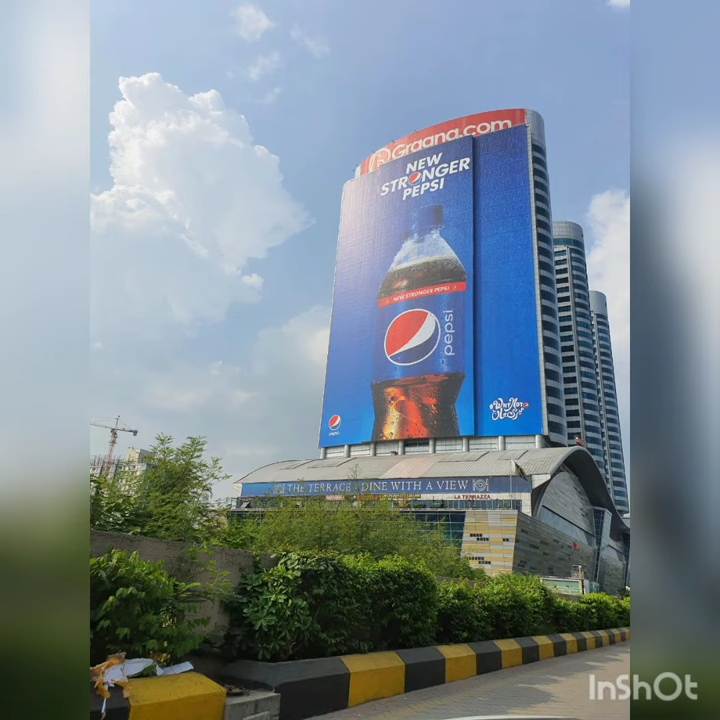 Graana.com
NEW
STRONGER
PEPSI
NEW STRONGER PEPSI
pepsi
THE TERRACE - DINE WITH A VIEW
LA TERRAZZA
InShOt